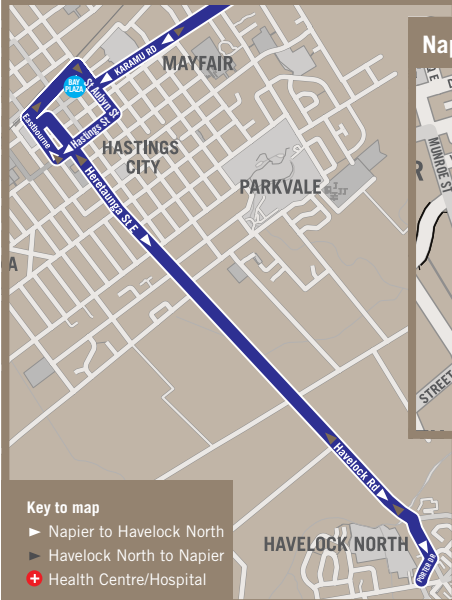 KARAMU RD
MAYFAIR
BAY
PLAZA
St Aubyn St
Eastbourne
Hastings St
HASTINGS
CITY
Heretaunga St E
PARKVALE
A
Nap
MUNROE ST
R
STREET
Havelock Rd
HAVELOCK NORTH
PORTER DR
Key to map
Napier to Havelock North
Havelock North to Napier
Health Centre/Hospital